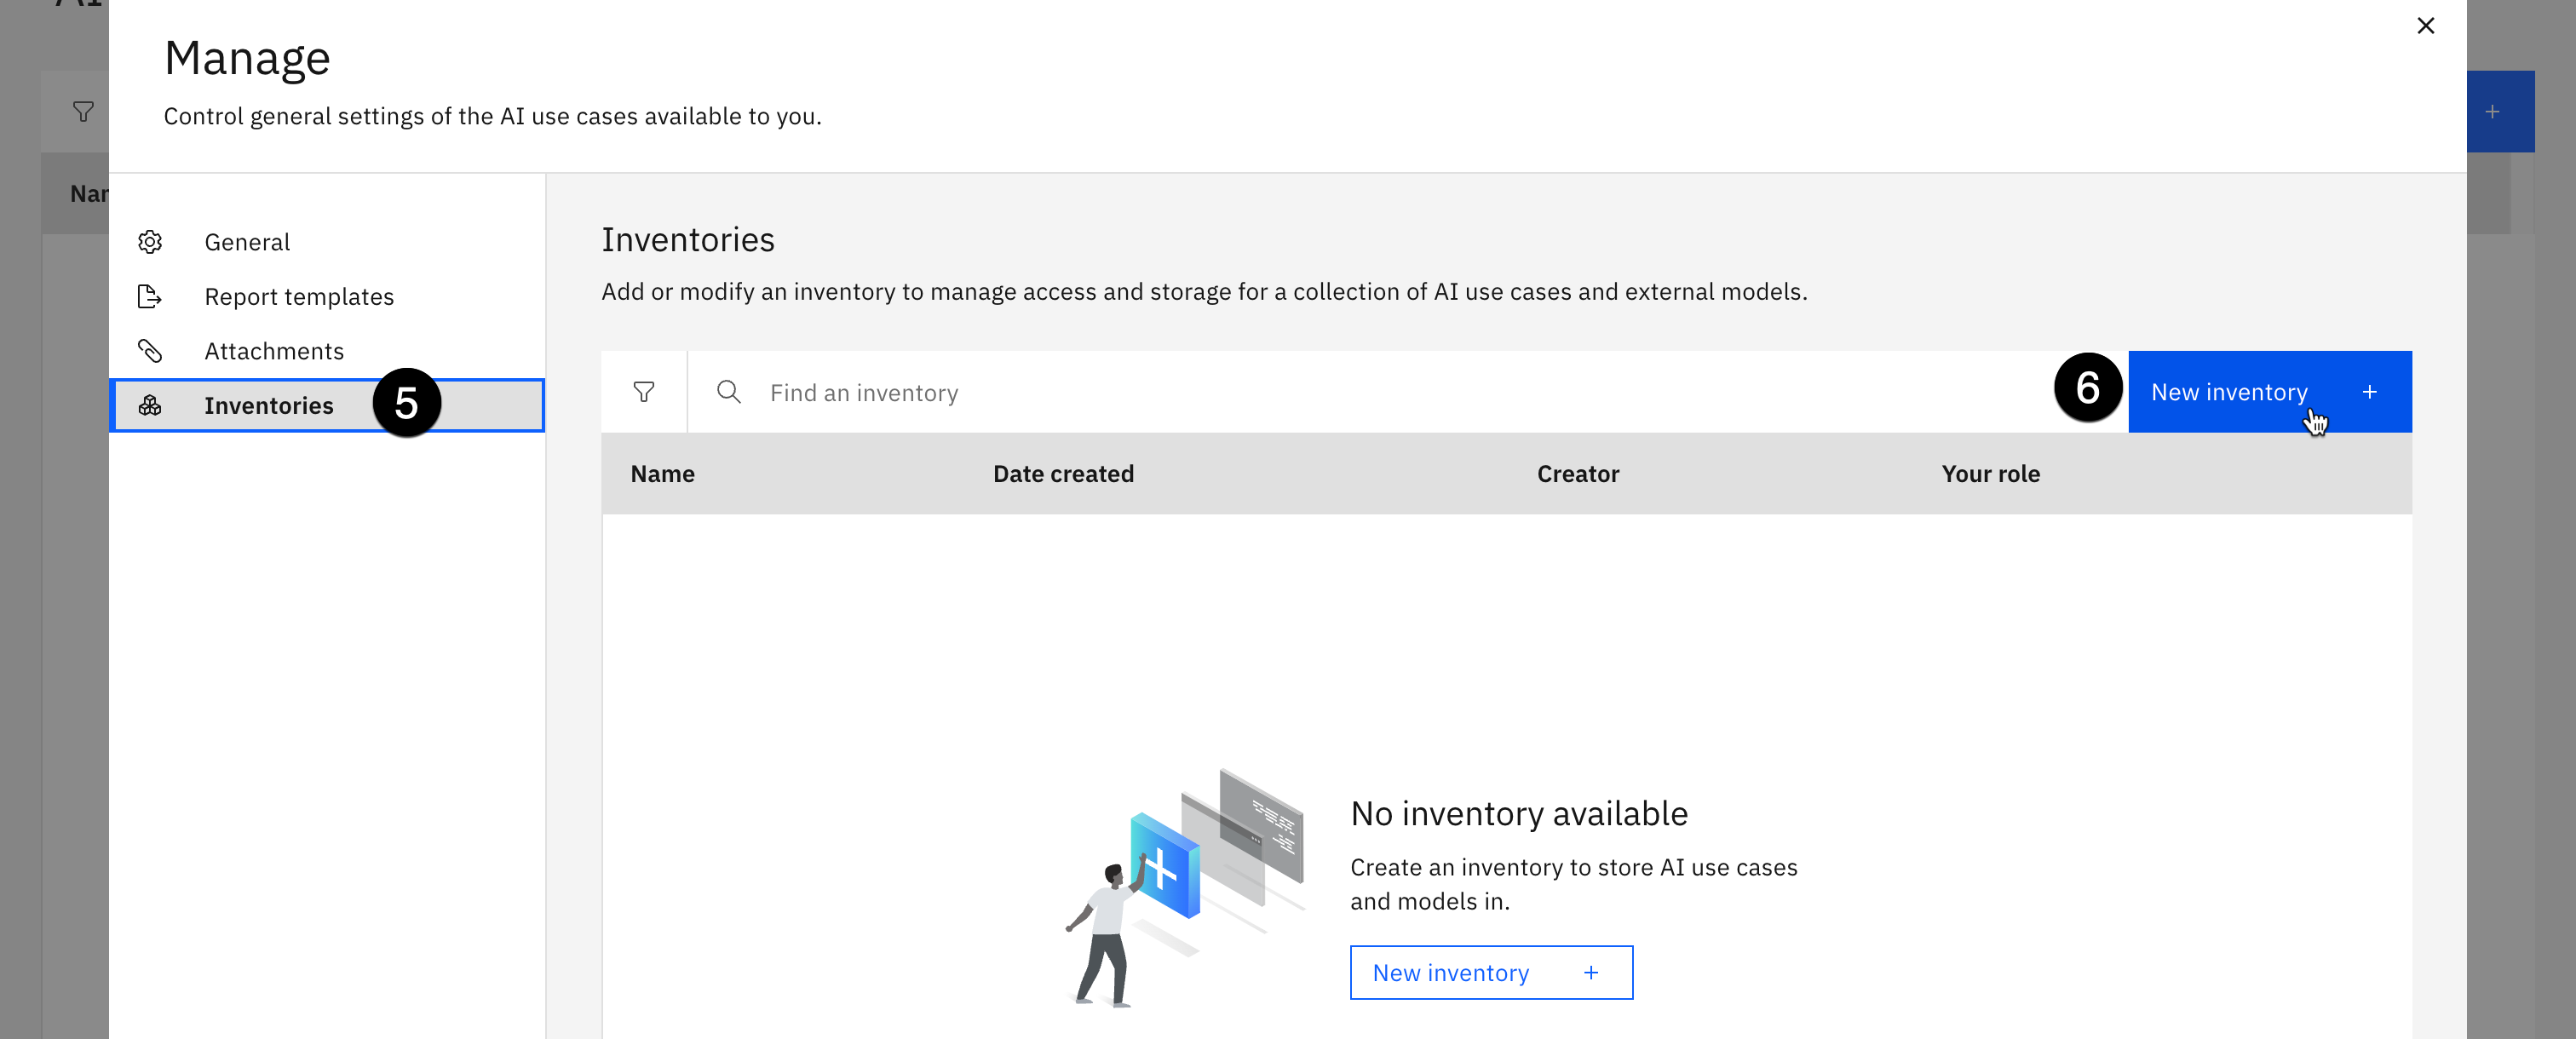 Manage
Control general settings of the AI use cases available to you.
General
Report templates
Attachments
Inventories 5
Inventories
Add or modify an inventory to manage access and storage for a collection of AI use cases and external models.
Find an inventory
6 New inventory +
Name Date created Creator Your role
No inventory available
Create an inventory to store AI use cases
and models in.
New inventory +